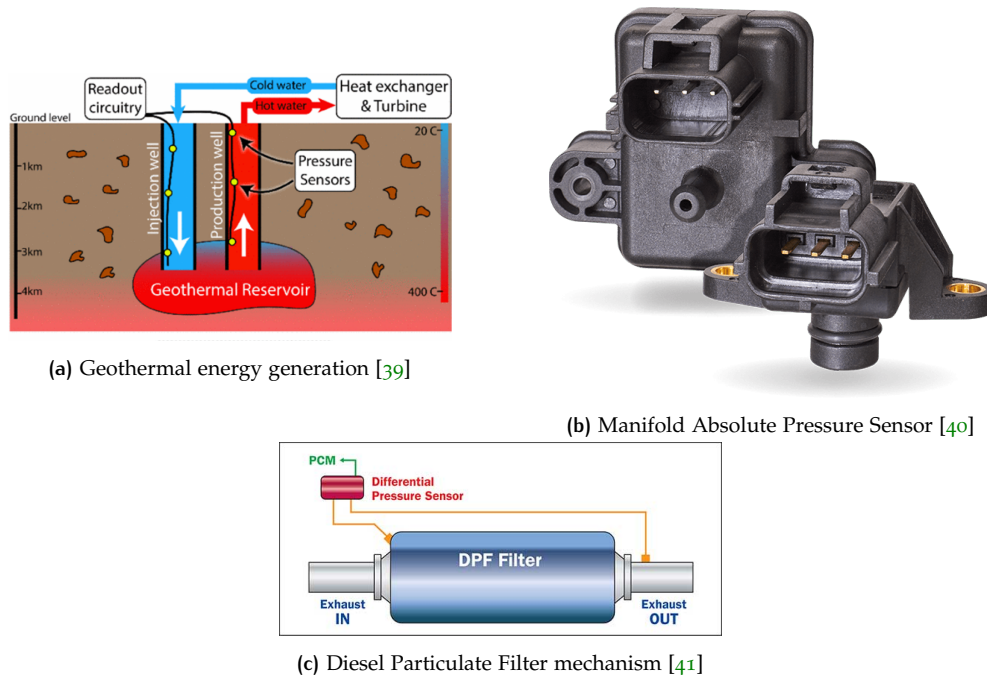 Readout
circuitry
Cold water
Hot water
Heat exchanger
& Turbine
Ground level
20 C
1km
2km
3km
4km
Injection well
Production well
Pressure
Sensors
Geothermal Reservoir
400 C
(a) Geothermal energy generation [39]
(b) Manifold Absolute Pressure Sensor [40]
PCM
Differential
Pressure Sensor
DPF Filter
Exhaust
IN
Exhaust
OUT
(c) Diesel Particulate Filter mechanism [41]